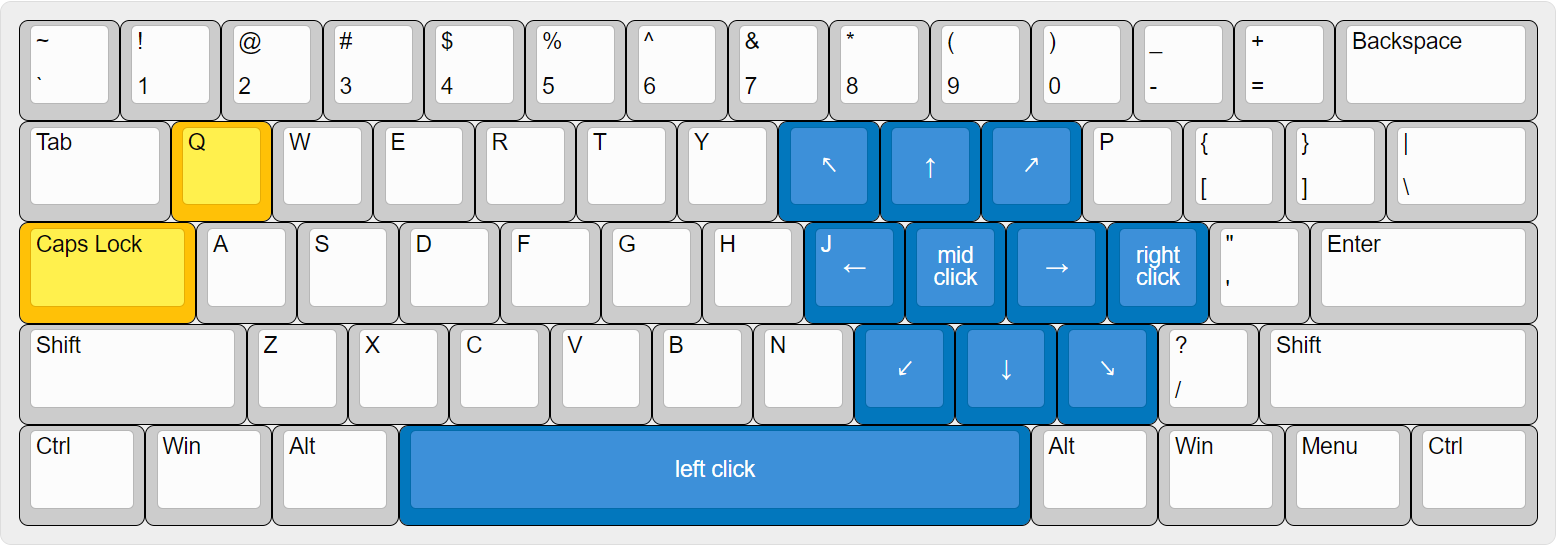 ~ ! @ # $ % ^ & * ( ) _ + Backspace
` 1 2 3 4 5 6 7 8 9 0 - =
Tab Q W E R T Y ↖ ↑ ↗ P { } |
[ ] \
Caps Lock A S D F G H J ← mid click → right click " Enter
'
Shift Z X C V B N ↙ ↓ ↘ ? Shift
/
Ctrl Win Alt left click Alt Win Menu Ctrl